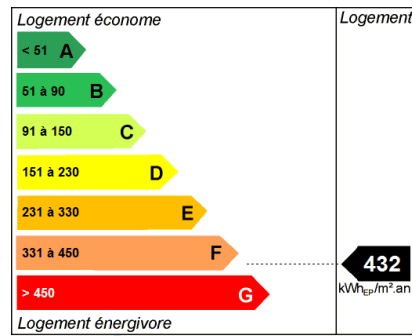 Logement économe
Logement
< 51 A
51 à 90 B
91 à 150 C
151 à 230 D
231 à 330 E
331 à 450 F
432
kWhEP/m².an
> 450 G
Logement énergivore